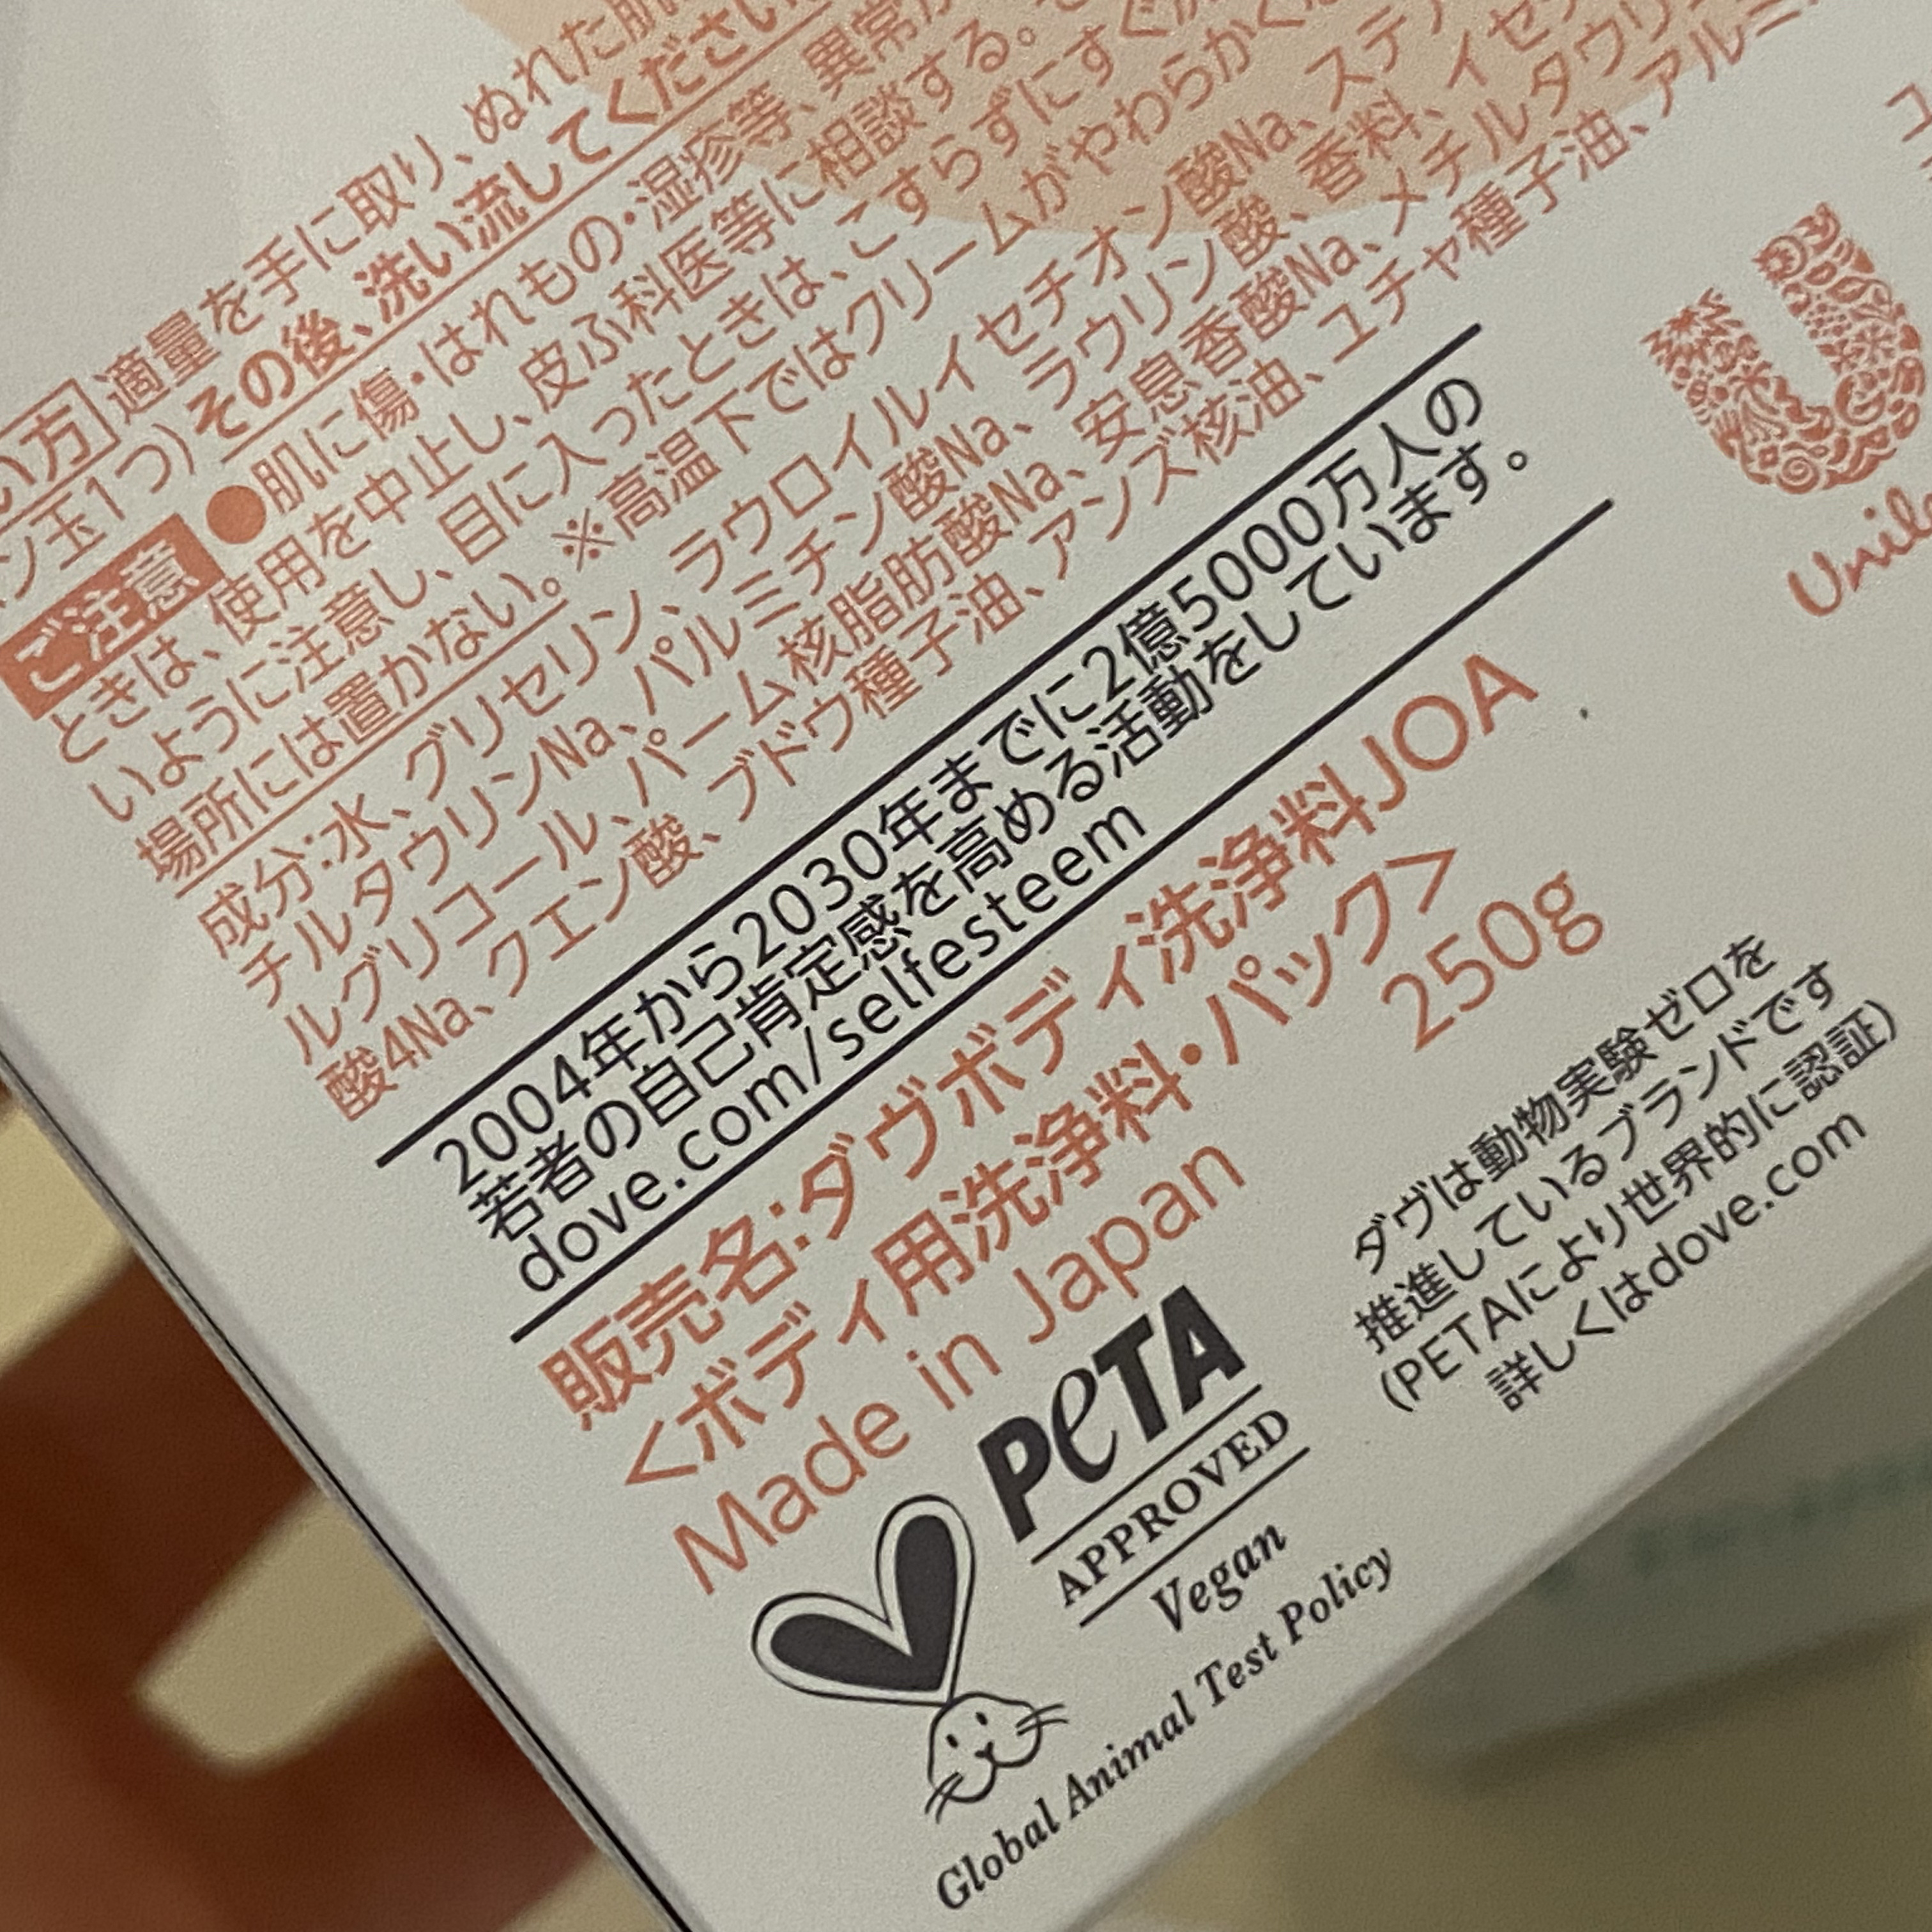 い方 適量を手に取り、ぬれた肌
ン玉1つ) その後、洗い流してください
ご注意 ●肌に傷・はれもの・湿疹等、異常が
ときは、使用を中止し、皮ふ科医等に相談する。
いように注意し、目に入ったときは、こすらずにすぐ
場所には置かない。※高温下ではクリームがやわらかく
成分:水、グリセリン、ラウロイルイセチオン酸Na、ステア
チルタウリンNa、パルミチン酸Na、ラウリン酸、香料、イセチ
ルグリコール、パーム核脂肪酸Na、安息香酸Na、メチルタウリ
酸4Na、クエン酸、ブドウ種子油、アンズ核油、ユチャ種子油、アルミ
2004年から2030年までに2億5000万人の
若者の自己肯定感を高める活動をしています。
dove.com/selfesteem
販売名:ダヴボディ洗浄料JOA
<ボディ用洗浄料・パック>
Made in Japan 250g
PETA
APPROVED
Vegan
Global Animal Test Policy
ダヴは動物実験ゼロを
推進しているブランドです
(PETAにより世界的に認証)
詳しくはdove.com
Unil